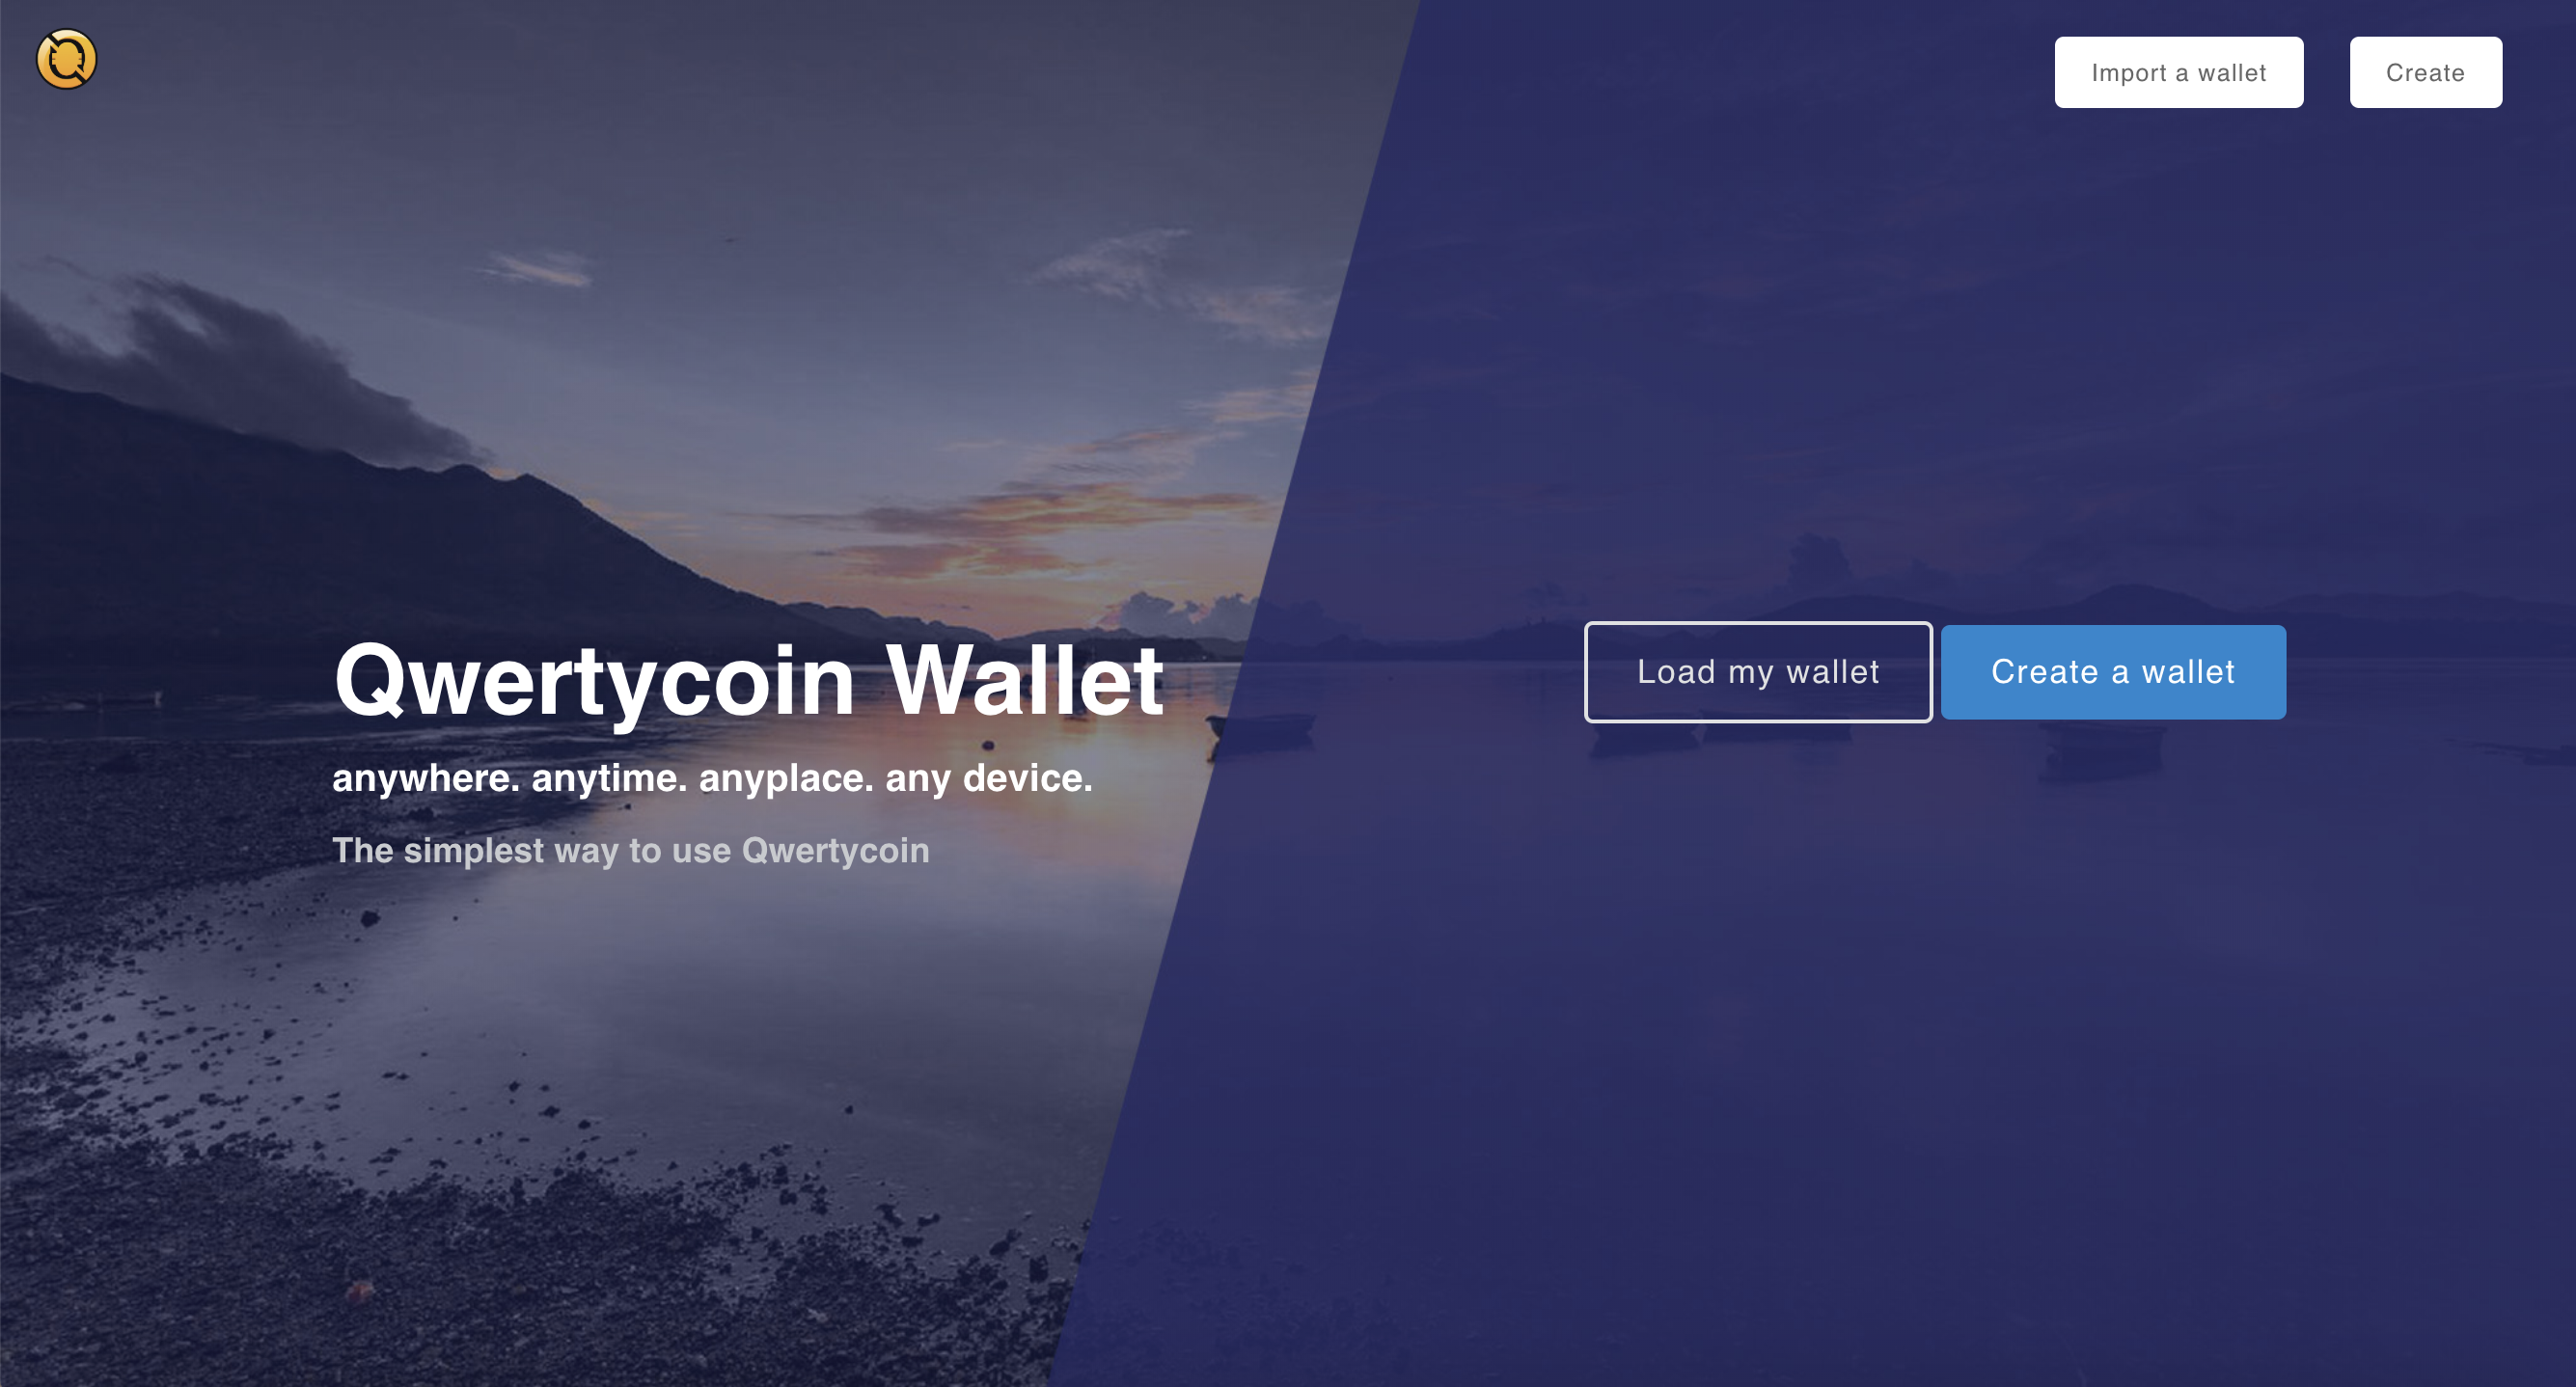 Import a wallet
Create
Qwertycoin Wallet
anywhere. anytime. anyplace. any device.
The simplest way to use Qwertycoin
Load my wallet
Create a wallet